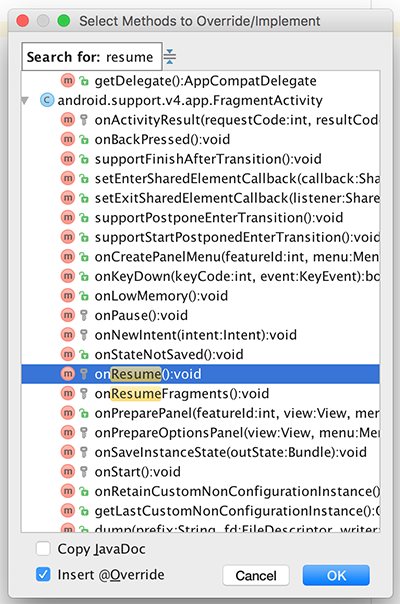 Select Methods to Override/Implement
Search for: resume
getDelegate():AppCompatDelegate
android.support.v4.app.FragmentActivity
onActivityResult(requestCode:int, resultCod
onBackPressed():void
supportFinishAfterTransition():void
setEnterSharedElementCallback(callback:Sha
setExitSharedElementCallback(listener:Share
supportPostponeEnterTransition():void
supportStartPostponedEnterTransition():void
onCreatePanelMenu(featureId:int, menu:Men
onKeyDown(keyCode:int, event:KeyEvent):bo
onLowMemory():void
onPause():void
onNewIntent(intent:Intent):void
onStateNotSaved():void
onResume():void
onResumeFragments():void
onPreparePanel(featureId:int, view:View, me
onPrepareOptionsPanel(view:View, menu:Me
onSaveInstanceState(outState:Bundle):void
onStart():void
onRetainCustomNonConfigurationInstance()
getLastCustomNonConfigurationInstance():O
dump(prefix:String, fd:FileDescriptor, writer:
Copy JavaDoc
Insert @Override
Cancel
OK